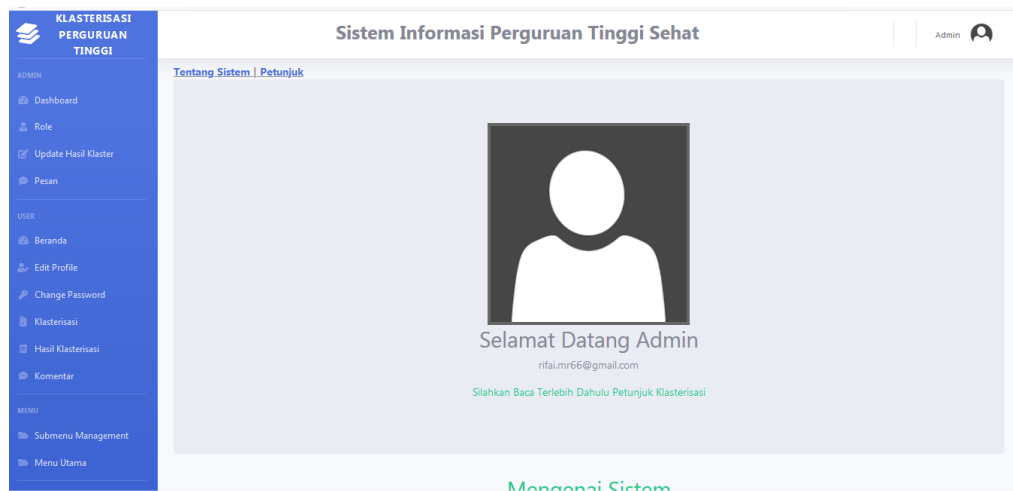 KLASTERISASI
PERGURUAN
TINGGI
Sistem Informasi Perguruan Tinggi Sehat
Admin
ADMIN
Dashboard
Role
Update Hasil Klaster
Pesan
USER
Beranda
Edit Profile
Change Password
Klasterisasi
Hasil Klasterisasi
Komentar
MENU
Submenu Management
Menu Utama
Tentang Sistem | Petunjuk
Selamat Datang Admin
rifai.mr66@gmail.com
Silahkan Baca Terlebih Dahulu Petunjuk Klasterisasi
Mengenai Sistem